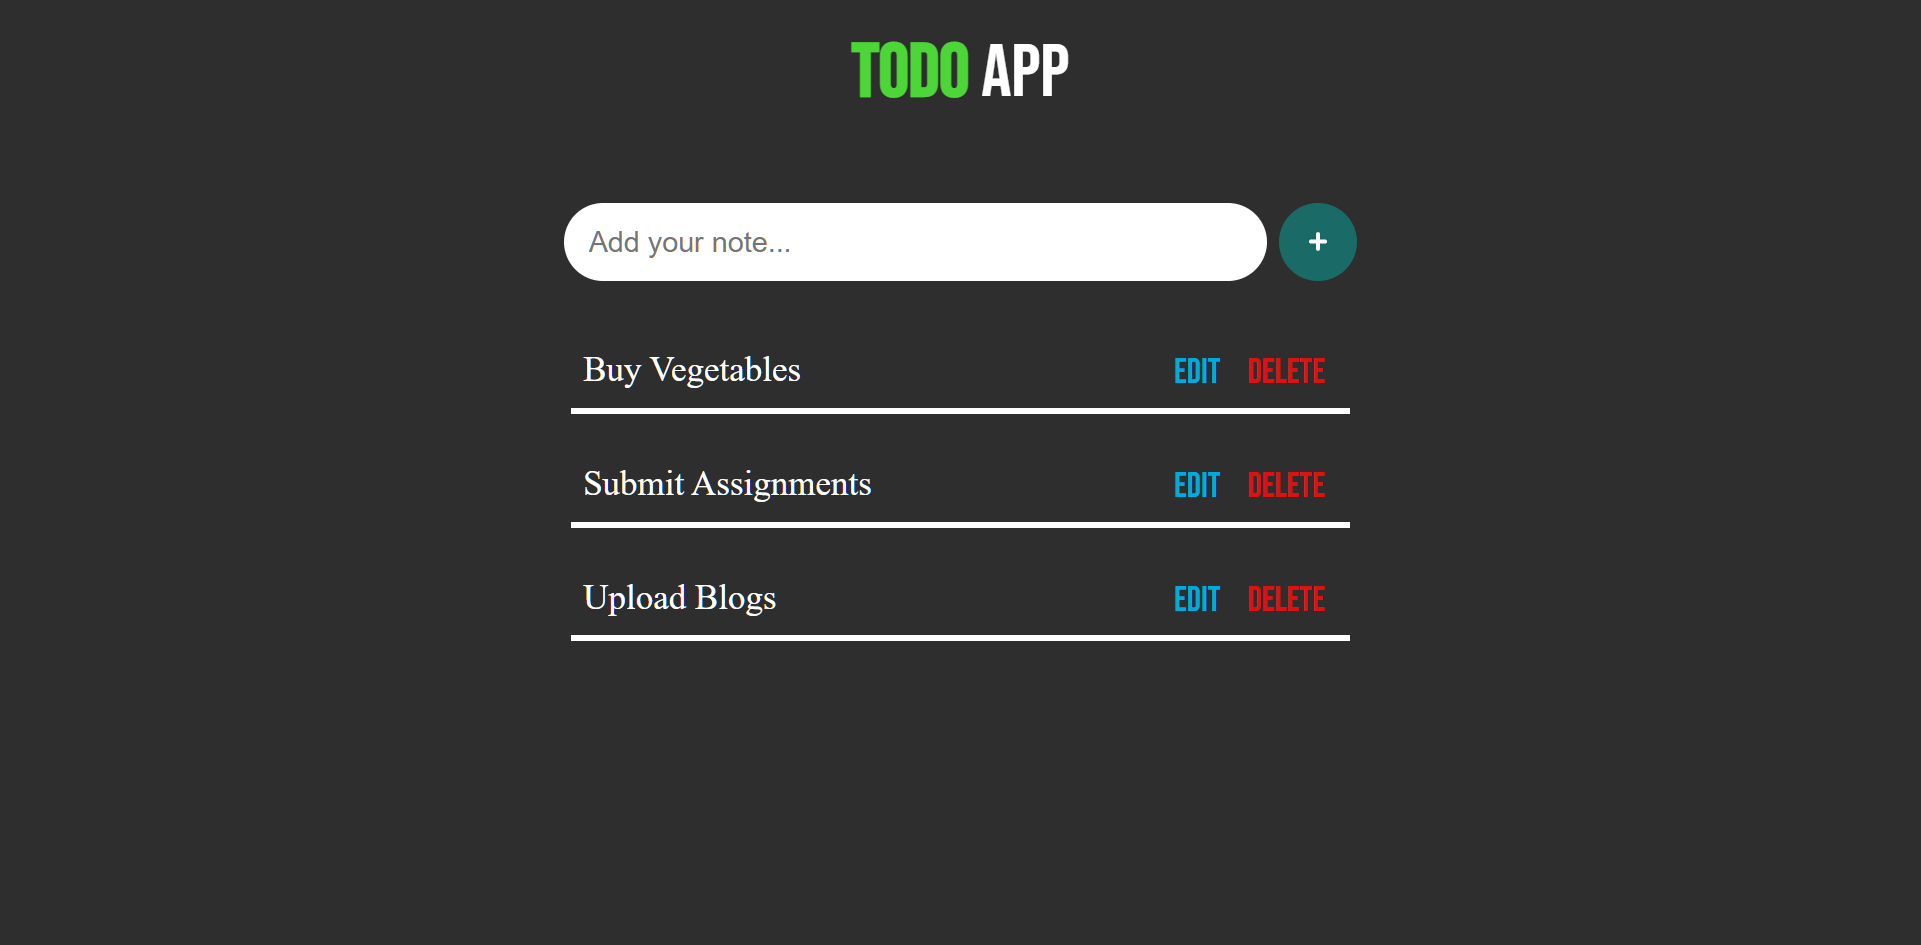 TODO APP
Add your note...
+
Buy Vegetables EDIT DELETE
Submit Assignments EDIT DELETE
Upload Blogs EDIT DELETE